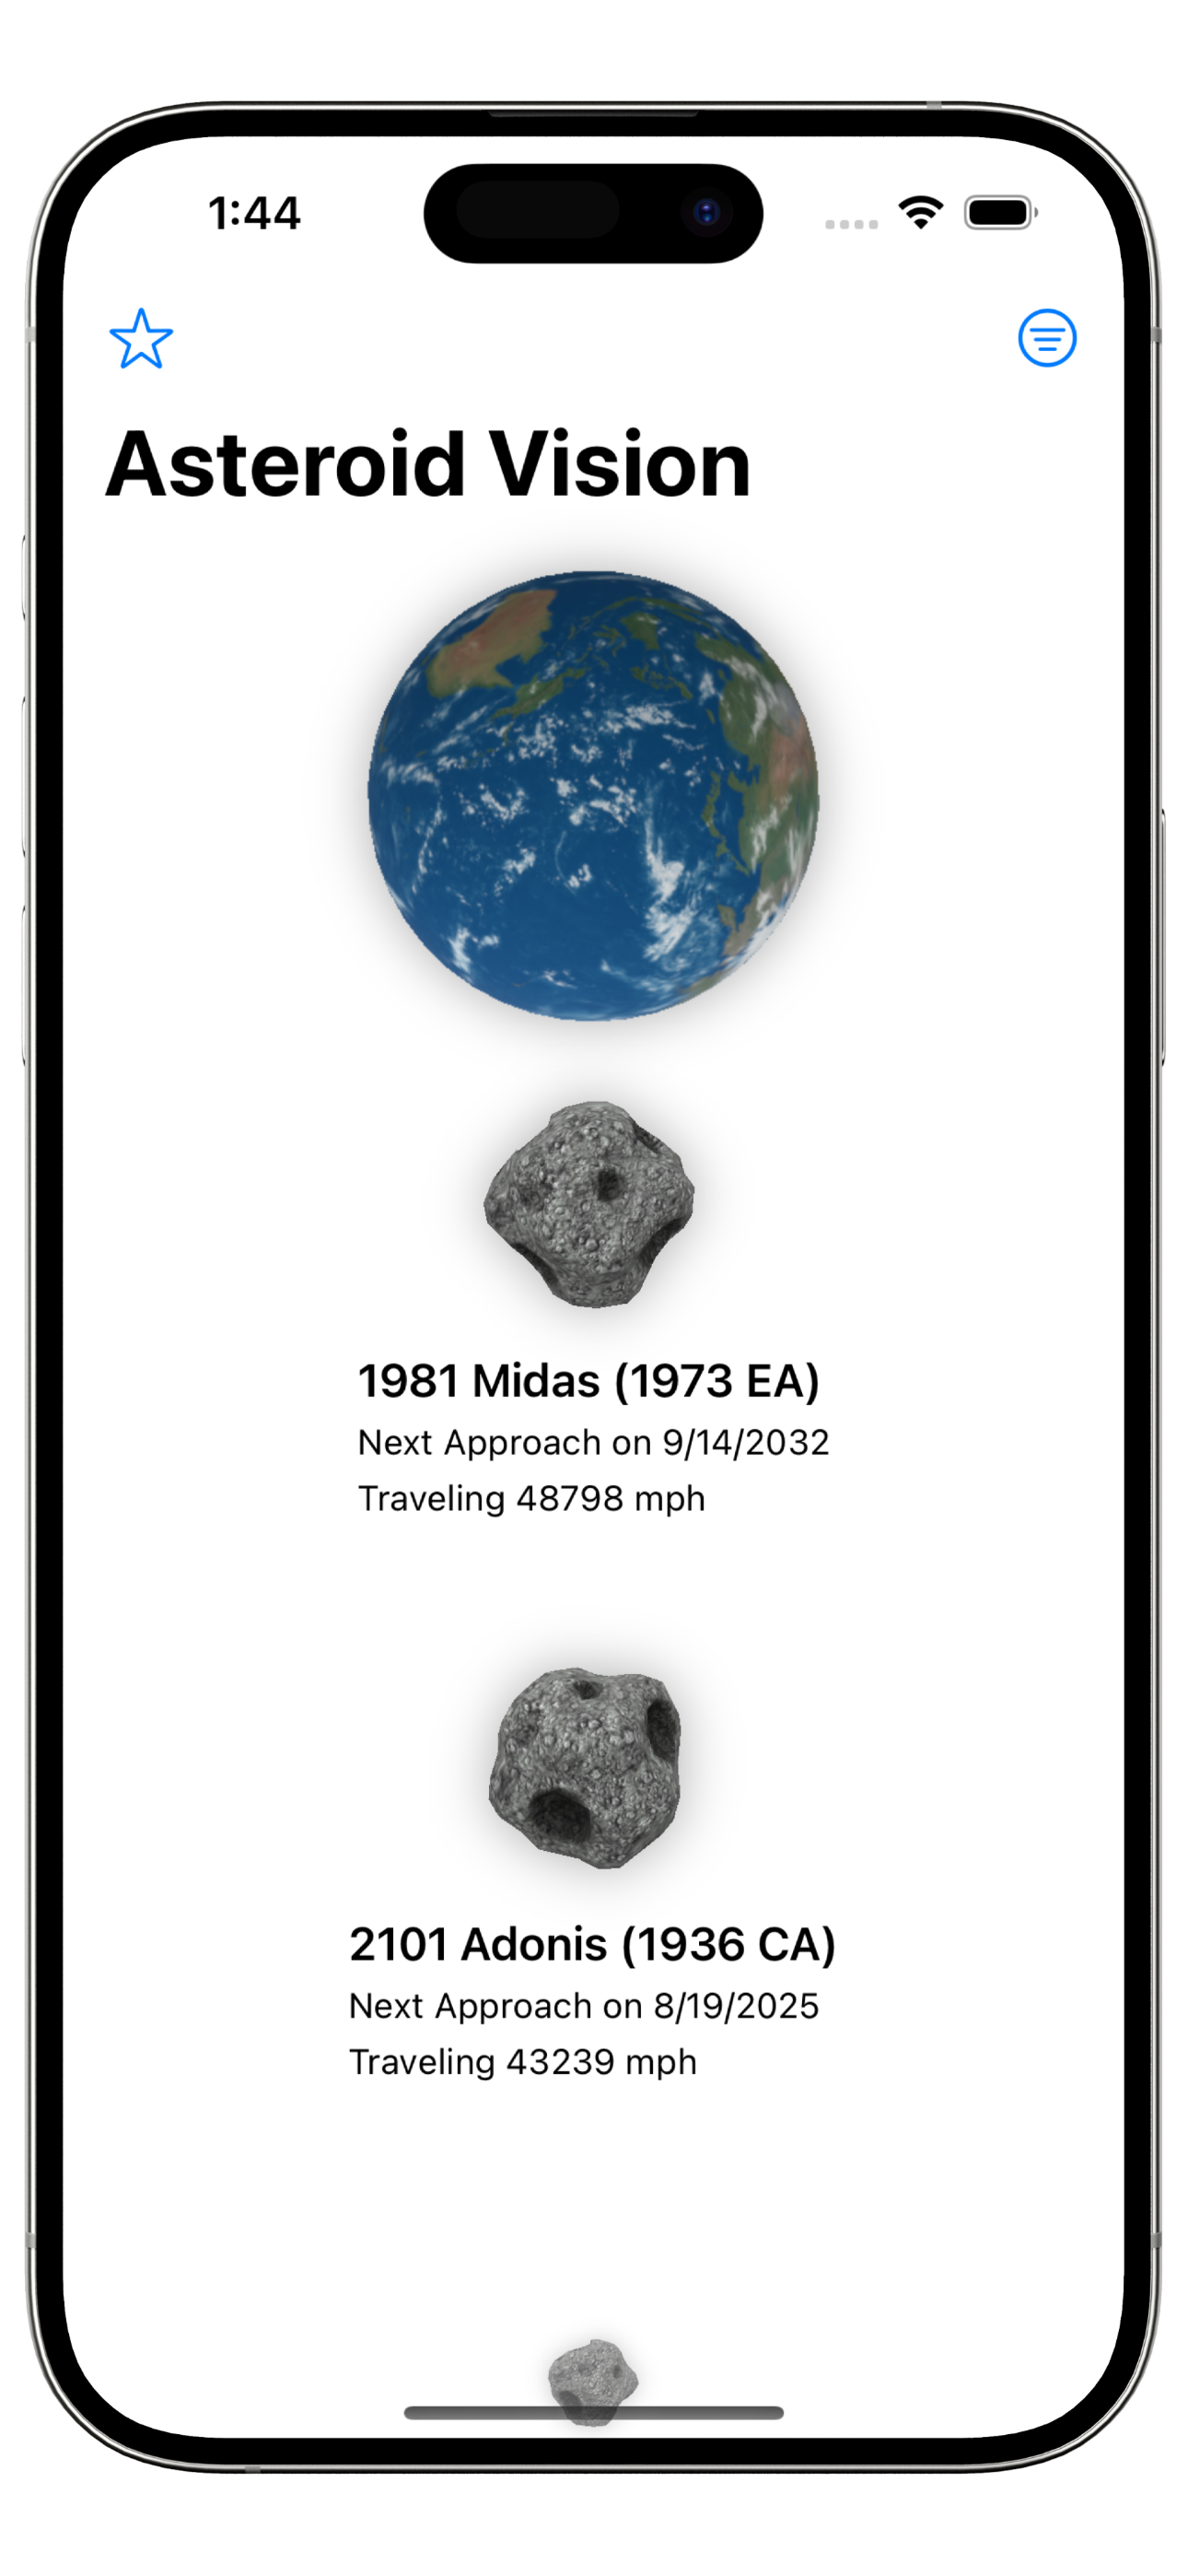 1:44
Asteroid Vision
1981 Midas (1973 EA)
Next Approach on 9/14/2032
Traveling 48798 mph
2101 Adonis (1936 CA)
Next Approach on 8/19/2025
Traveling 43239 mph